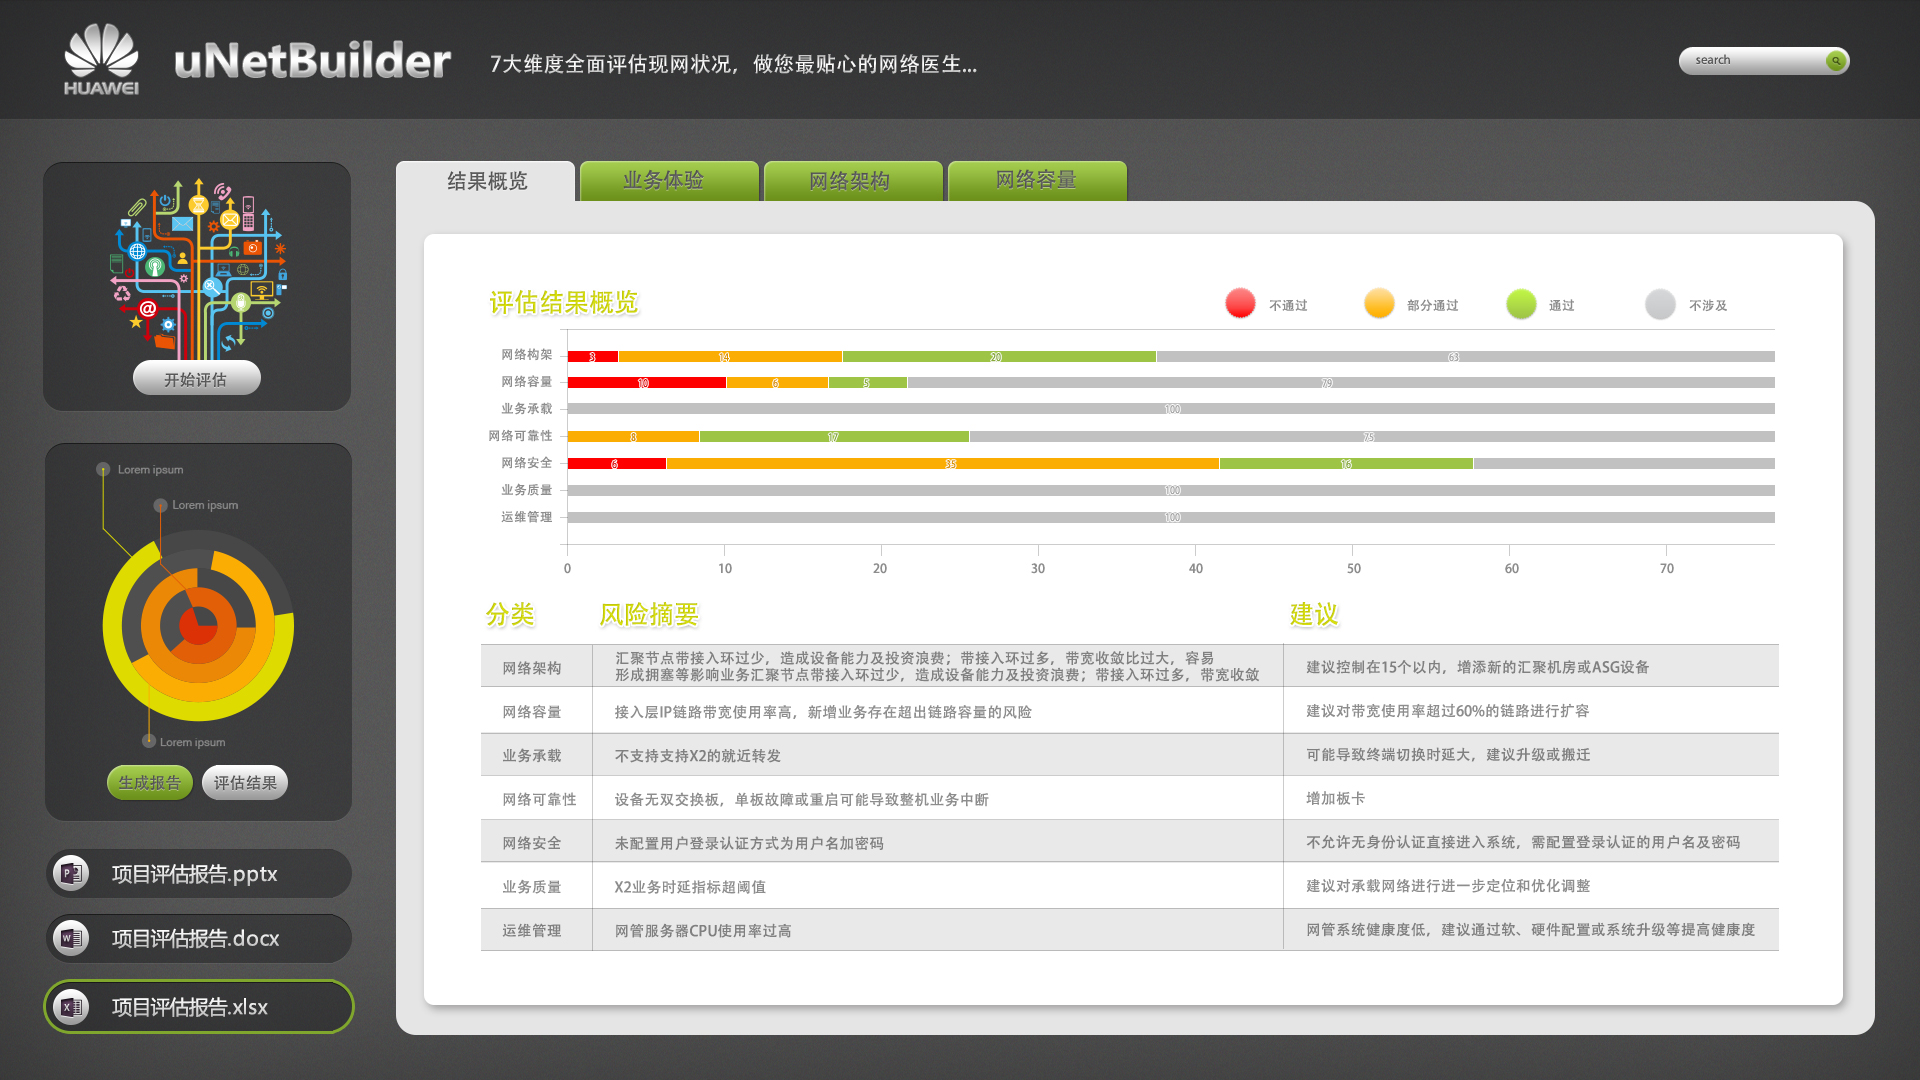 HUAWEI
uNetBuilder
7大维度全面评估现网状况，做您最贴心的网络医生...
search
结果概览
业务体验
网络架构
网络容量
开始评估
Lorem ipsum
Lorem ipsum
Lorem ipsum
生成报告
评估结果
项目评估报告.pptx
项目评估报告.docx
项目评估报告.xlsx
评估结果概览
不通过
部分通过
通过
不涉及
网络构架 3 14 20 63
网络容量 10 6 5 79
业务承载 100
网络可靠性 8 17 75
网络安全 6 35 16
业务质量 100
运维管理 100
0 10 20 30 40 50 60 70
分类 风险摘要 建议
网络架构
汇聚节点带接入环过少，造成设备能力及投资浪费；带接入环过多，带宽收敛比过大，容易
形成拥塞等影响业务汇聚节点带接入环过少，造成设备能力及投资浪费；带接入环过多，带宽收敛
建议控制在15个以内，增添新的汇聚机房或ASG设备
网络容量 接入层IP链路带宽使用率高，新增业务存在超出链路容量的风险 建议对带宽使用率超过60%的链路进行扩容
业务承载 不支持支持X2的就近转发 可能导致终端切换时延大，建议升级或搬迁
网络可靠性 设备无双交换板，单板故障或重启可能导致整机业务中断 增加板卡
网络安全 未配置用户登录认证方式为用户名加密码 不允许无身份认证直接进入系统，需配置登录认证的用户名及密码
业务质量 X2业务时延指标超阈值 建议对承载网络进行进一步定位和优化调整
运维管理 网管服务器CPU使用率过高 网管系统健康度低，建议通过软、硬件配置或系统升级等提高健康度